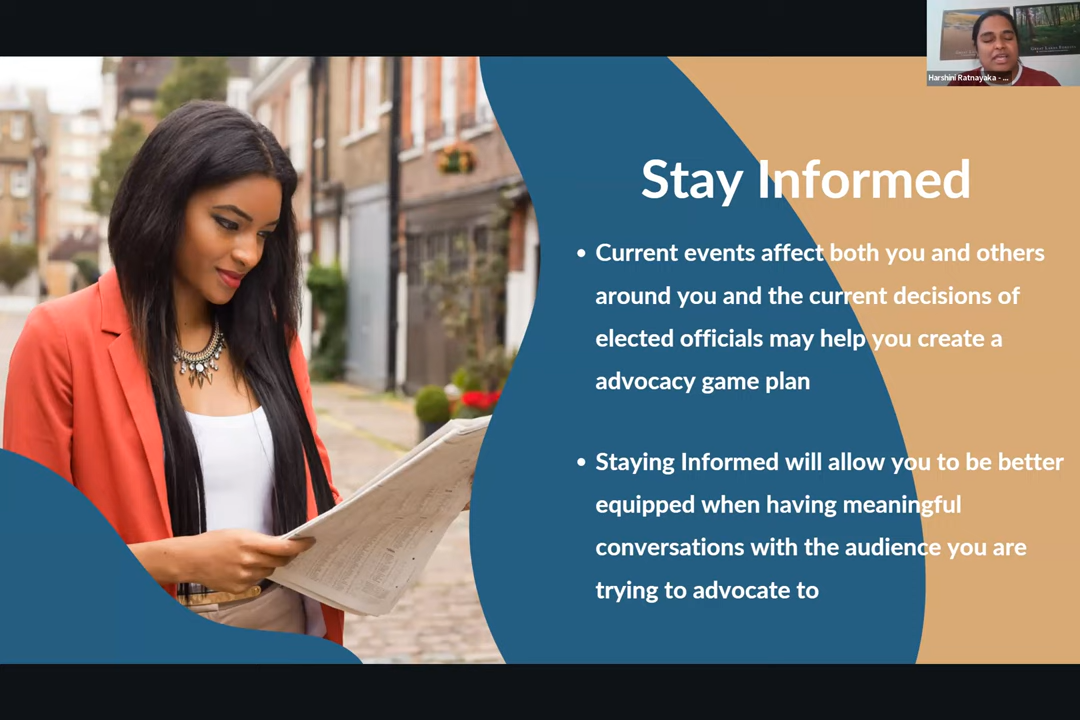 Harshini Ratnayaka - ...
Stay Informed
• Current events affect both you and others
around you and the current decisions of
elected officials may help you create a
advocacy game plan
• Staying Informed will allow you to be better
equipped when having meaningful
conversations with the audience you are
trying to advocate to